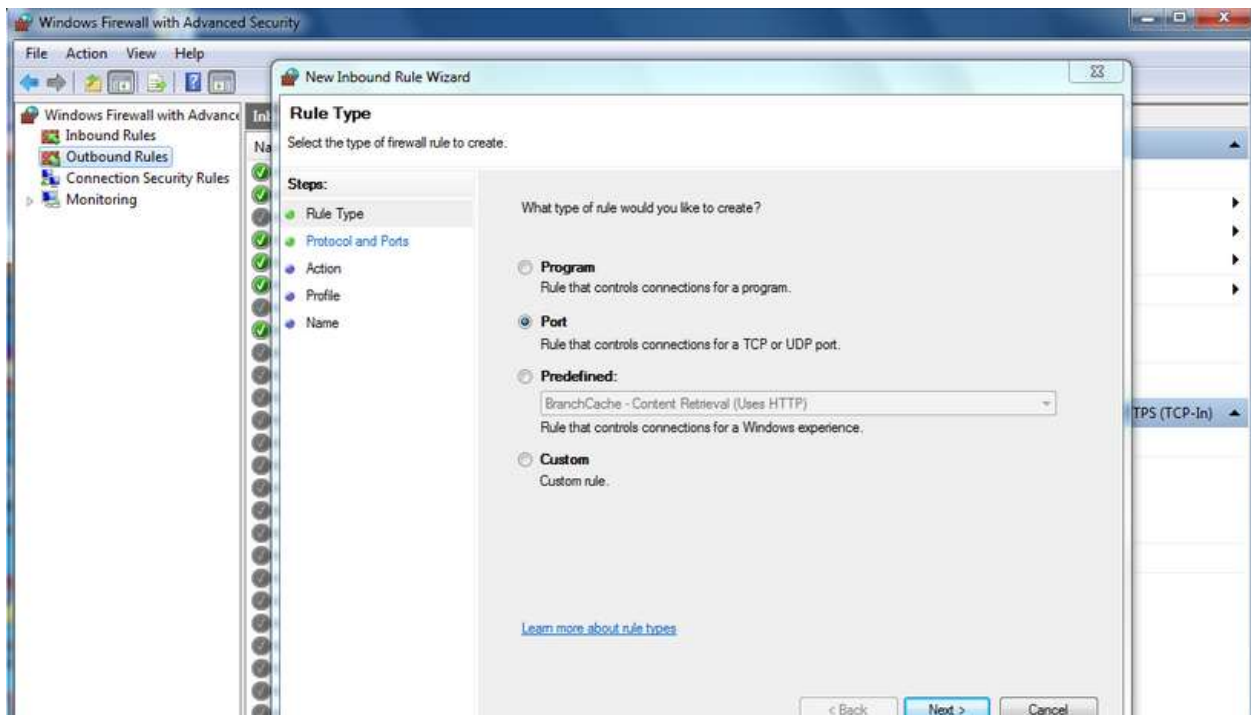 Windows Firewall with Advanced Security
File Action View Help
Windows Firewall with Advance
Inbound Rules
Outbound Rules
Connection Security Rules
Monitoring
New Inbound Rule Wizard
Rule Type
Select the type of firewall rule to create.
Steps:
Rule Type
Protocol and Ports
Action
Profile
Name
What type of rule would you like to create?
Program
Rule that controls connections for a program.
Port
Rule that controls connections for a TCP or UDP port.
Predefined:
BranchCache - Content Retrieval (Uses HTTP)
Rule that controls connections for a Windows experience.
Custom
Custom rule.
Learn more about rule types
< Back Next > Cancel
TPS (TCP-In)